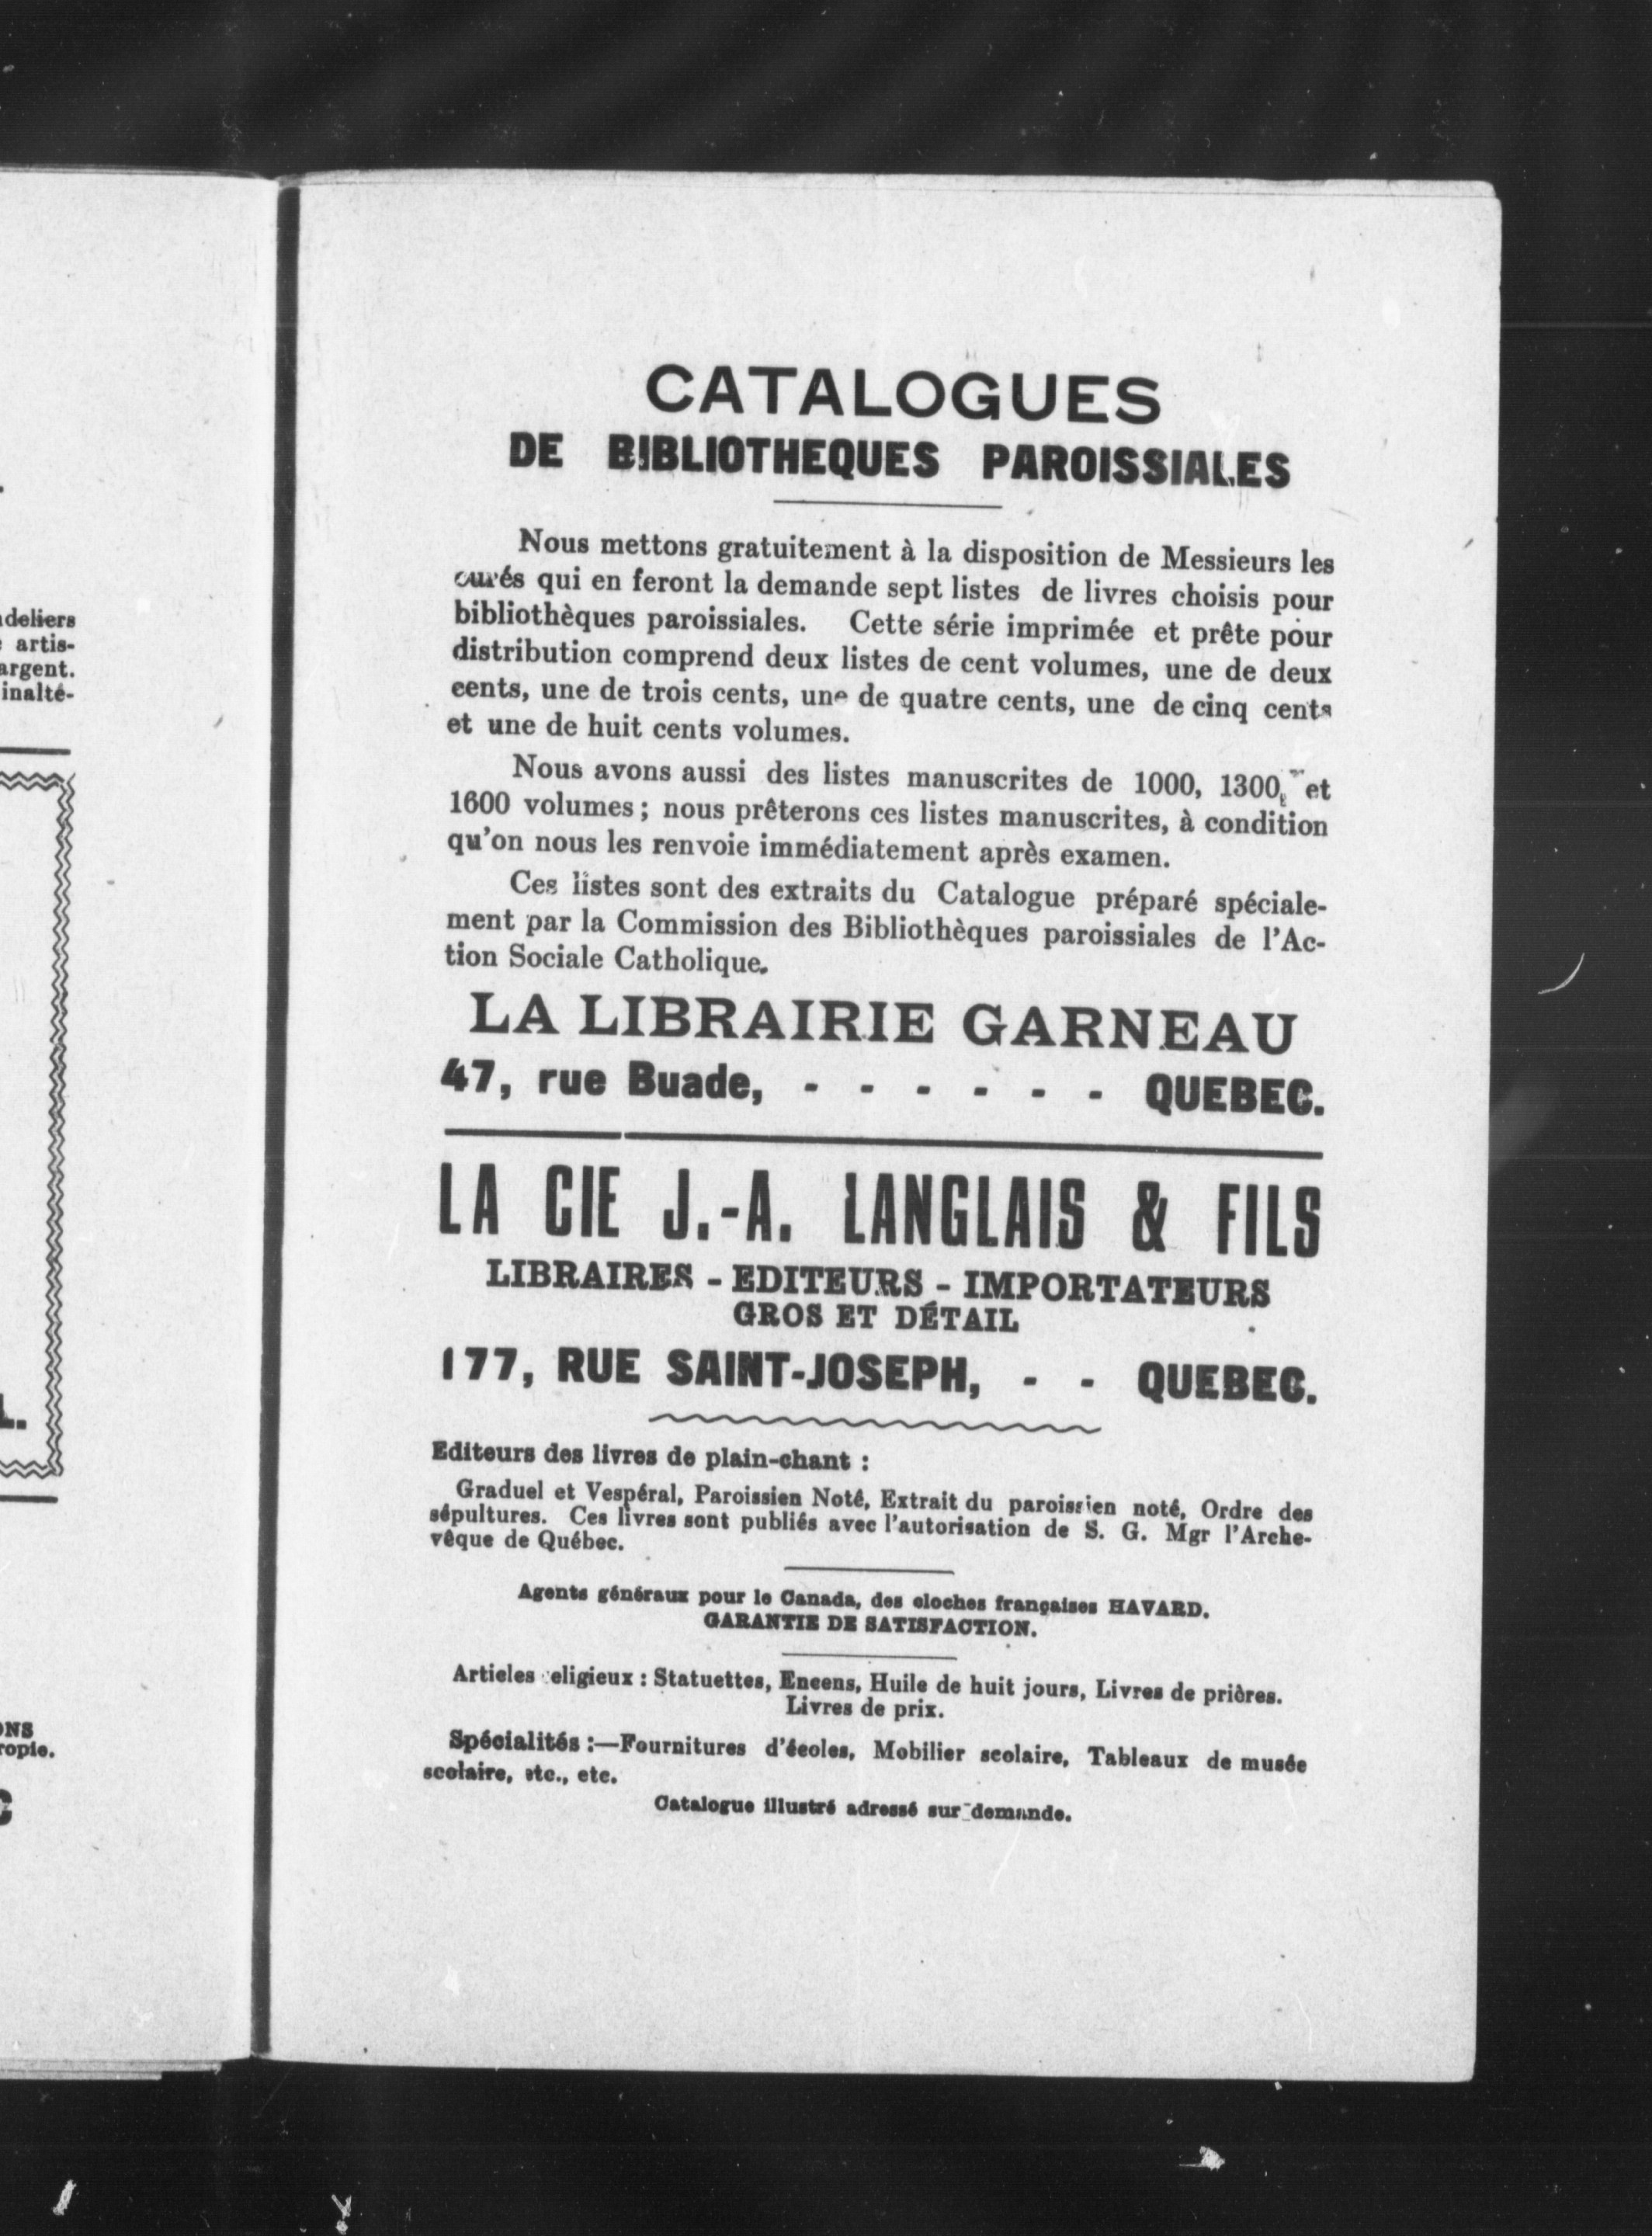 deliers
artis-
argent.
inalté-
L.
ONS
ropie.
CATALOGUES
DE BIBLIOTHEQUES PAROISSIALES
Nous mettons gratuitement à la disposition de Messieurs les
curés qui en feront la demande sept listes de livres choisis pour
bibliothèques paroissiales. Cette série imprimée et prête pour
distribution comprend deux listes de cent volumes, une de deux
cents, une de trois cents, une de quatre cents, une de cinq cents
et une de huit cents volumes.
Nous avons aussi des listes manuscrites de 1000, 1300, et
1600 volumes ; nous prêterons ces listes manuscrites, à condition
qu'on nous les renvoie immédiatement après examen.
Ces listes sont des extraits du Catalogue préparé spéciale-
ment par la Commission des Bibliothèques paroissiales de l'Ac-
tion Sociale Catholique.
LA LIBRAIRIE GARNEAU
47, rue Buade, - - - - - - QUEBEC.
LA CIE J.-A. LANGLAIS & FILS
LIBRAIRES - EDITEURS - IMPORTATEURS
GROS ET DÉTAIL
177, RUE SAINT-JOSEPH, - - QUEBEC.
Editeurs des livres de plain-chant :
Graduel et Vespéral, Paroissien Noté, Extrait du paroissien noté, Ordre des
sépultures. Ces livres sont publiés avec l'autorisation de S. G. Mgr l'Arche-
vêque de Québec.
Agents généraux pour le Canada, des cloches françaises HAVARD.
GARANTIE DE SATISFACTION.
Articles eligieux : Statuettes, Encens, Huile de huit jours, Livres de prières.
Livres de prix.
Spécialités :—Fournitures d'écoles, Mobilier scolaire, Tableaux de musée
scolaire, etc., etc.
Catalogue illustré adressé sur demande.